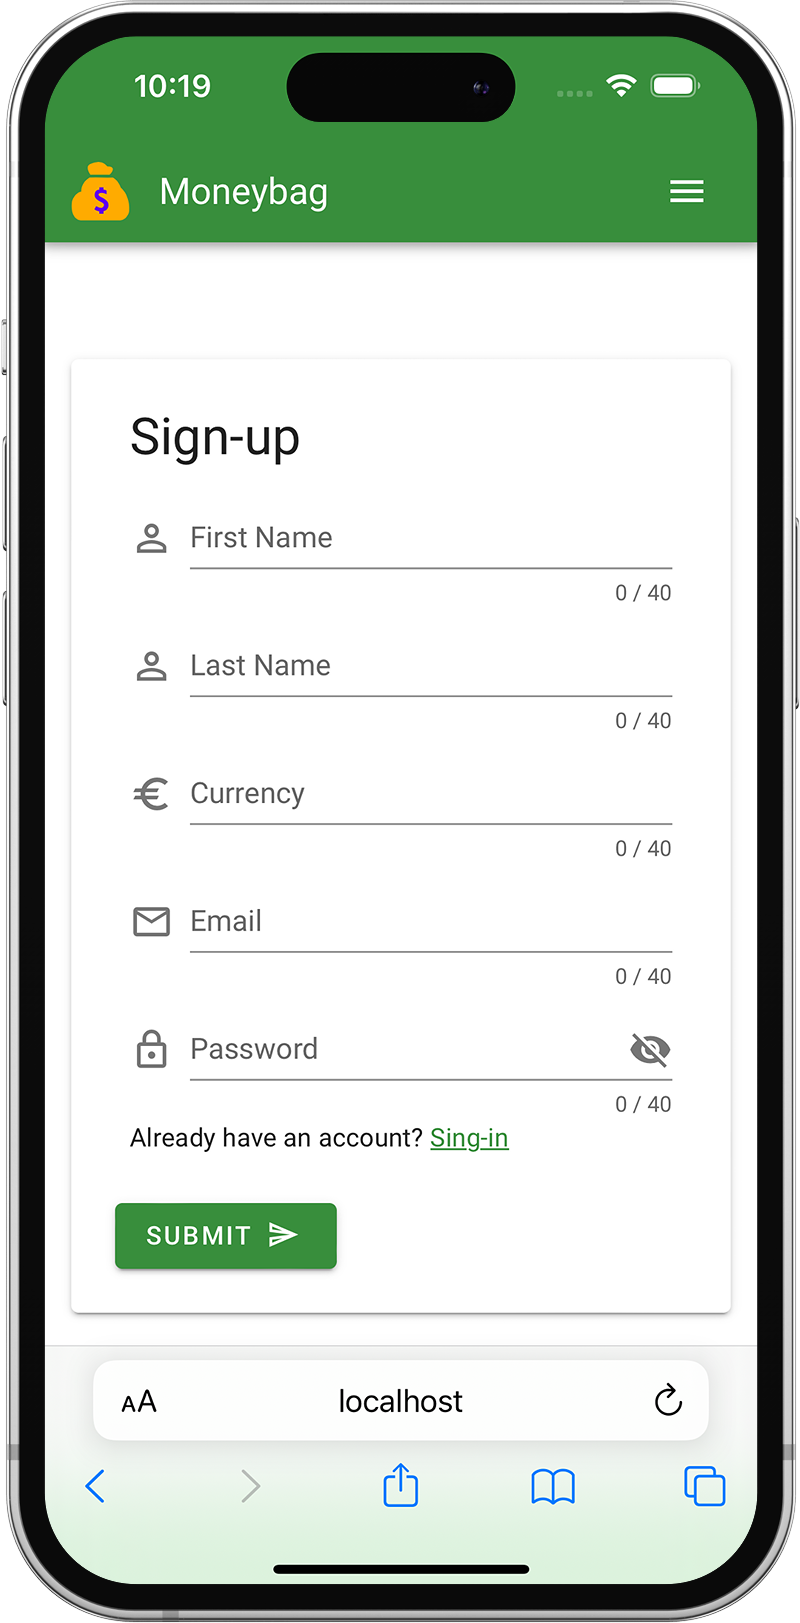 10:19
$ Moneybag
Sign-up
First Name
0 / 40
Last Name
0 / 40
€ Currency
0 / 40
Email
0 / 40
Password
0 / 40
Already have an account? Sing-in
SUBMIT
AA localhost